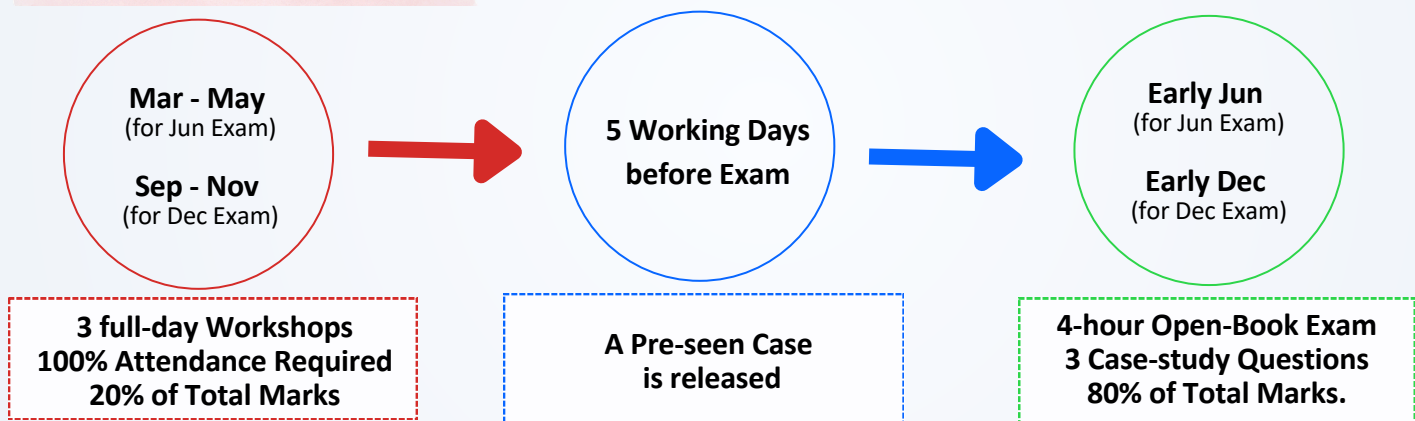 Mar - May
(for Jun Exam)
Sep - Nov
(for Dec Exam)
3 full-day Workshops
100% Attendance Required
20% of Total Marks
5 Working Days
before Exam
A Pre-seen Case
is released
Early Jun
(for Jun Exam)
Early Dec
(for Dec Exam)
4-hour Open-Book Exam
3 Case-study Questions
80% of Total Marks.